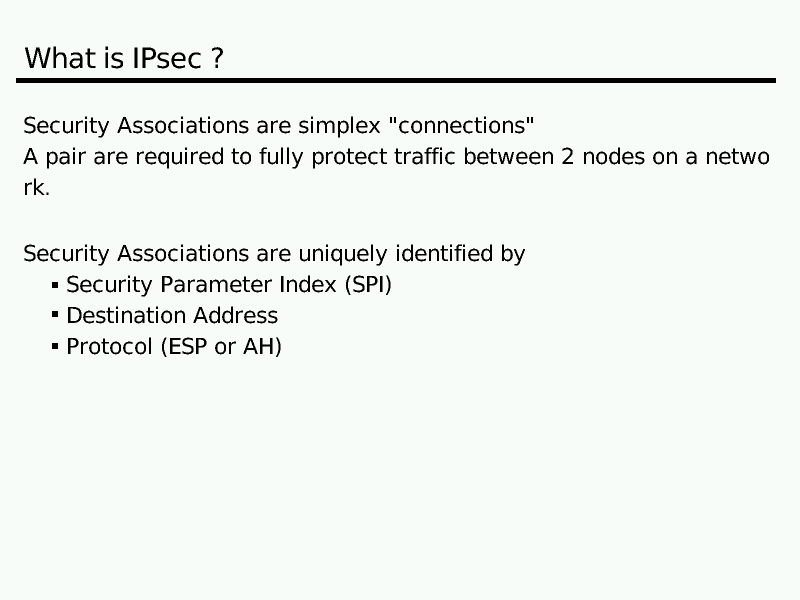 What is IPsec ?
Security Associations are simplex "connections"
A pair are required to fully protect traffic between 2 nodes on a netwo
rk.
Security Associations are uniquely identified by
▪ Security Parameter Index (SPI)
▪ Destination Address
▪ Protocol (ESP or AH)